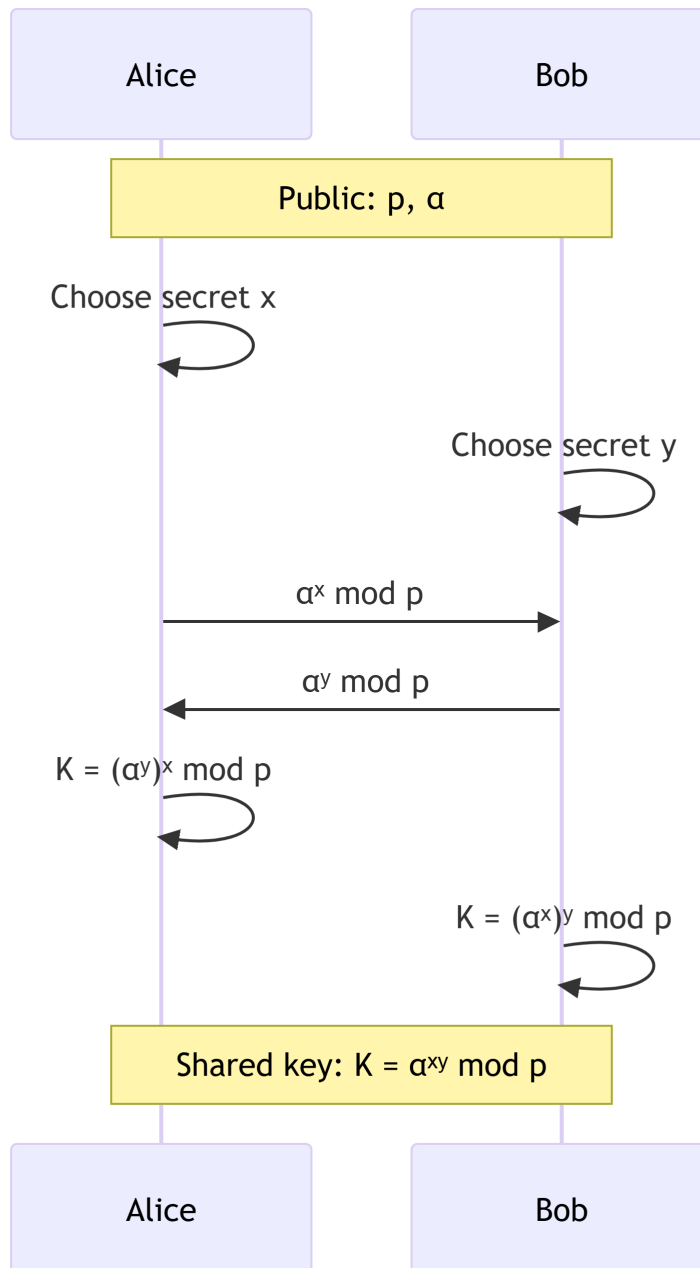 Alice
Bob
Public: p, α
Choose secret x
Choose secret y
αˣ mod p
αʸ mod p
K = (αʸ)ˣ mod p
K = (αˣ)ʸ mod p
Shared key: K = αˣʸ mod p
Alice
Bob